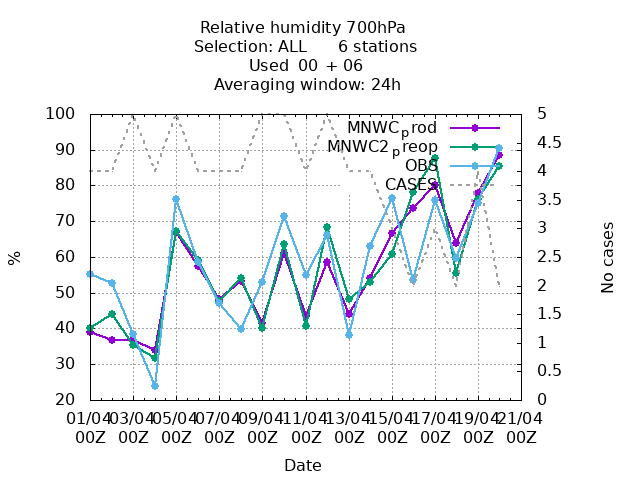 Relative humidity 700hPa
Selection: ALL      6 stations
Used  00 + 06
Averaging window: 24h
100
90
80
70
60
50
40
30
20
%
MNWCprod
MNWC2preop
OBS
CASES
5
4.5
4
3.5
3
2.5
2
1.5
1
0.5
0
No cases
01/04 03/04 05/04 07/04 09/04 11/04 13/04 15/04 17/04 19/04 21/04
00Z 00Z 00Z 00Z 00Z 00Z 00Z 00Z 00Z 00Z 00Z
Date